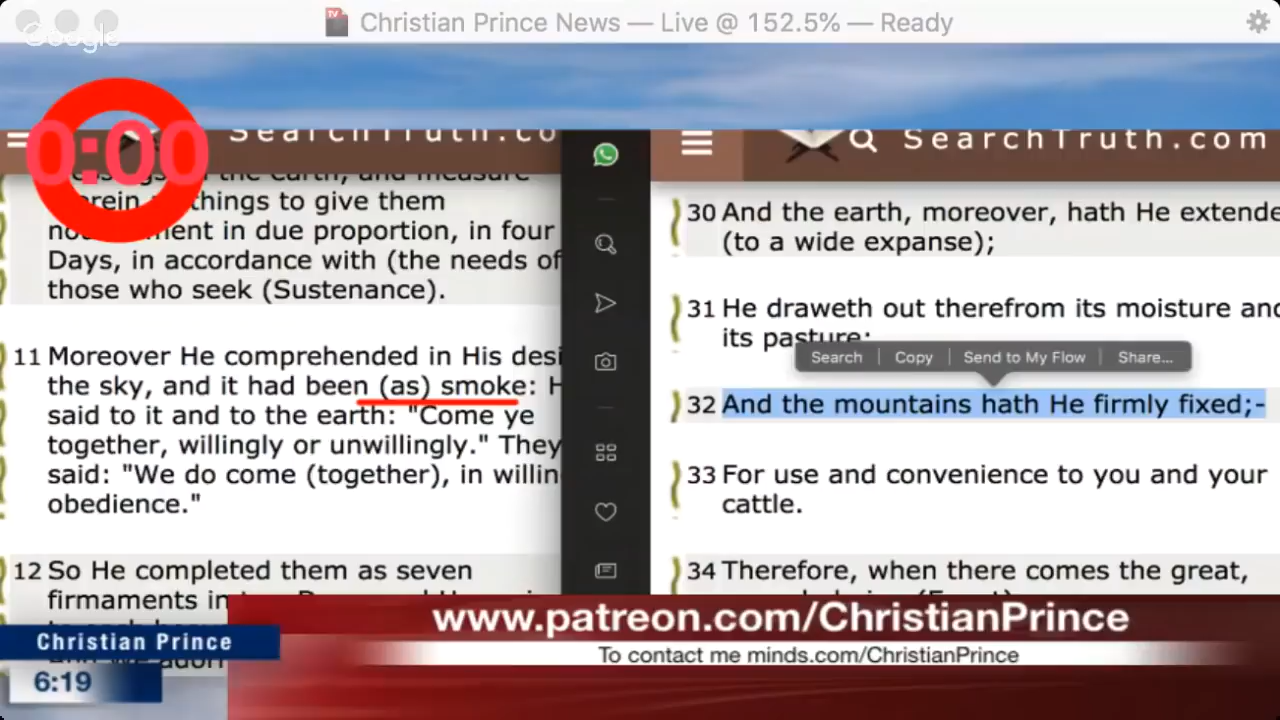 Christian Prince News — Live @ 152.5% — Ready
Google
0:00
SearchTruth.co
the Earth, and measure
things to give them
in due proportion, in four
Days, in accordance with (the needs of
those who seek (Sustenance).
11 Moreover He comprehended in His desi
the sky, and it had been (as) smoke: H
said to it and to the earth: "Come ye
together, willingly or unwillingly." They
said: "We do come (together), in willin
obedience."
12 So He completed them as seven
firmaments in
SearchTruth.com
30 And the earth, moreover, hath He extende
(to a wide expanse);
31 He draweth out therefrom its moisture and
its pasture;
Search Copy Send to My Flow Share...
32 And the mountains hath He firmly fixed;-
33 For use and convenience to you and your
cattle.
34 Therefore, when there comes the great,
www.patreon.com/ChristianPrince
To contact me minds.com/ChristianPrince
Christian Prince
6:19